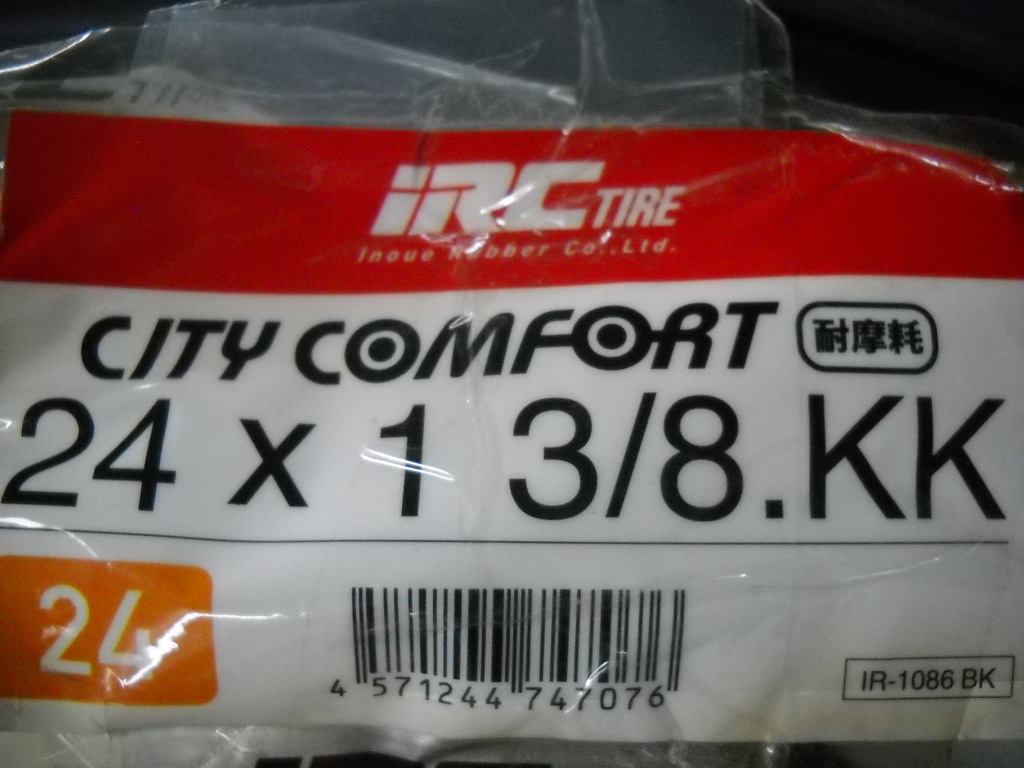 iRC TIRE
Inoue Rubber Co.,Ltd.
CITY COMFORT 耐摩耗
24 x 1 3/8.KK
24
4 571244 747076
IR-1086 BK